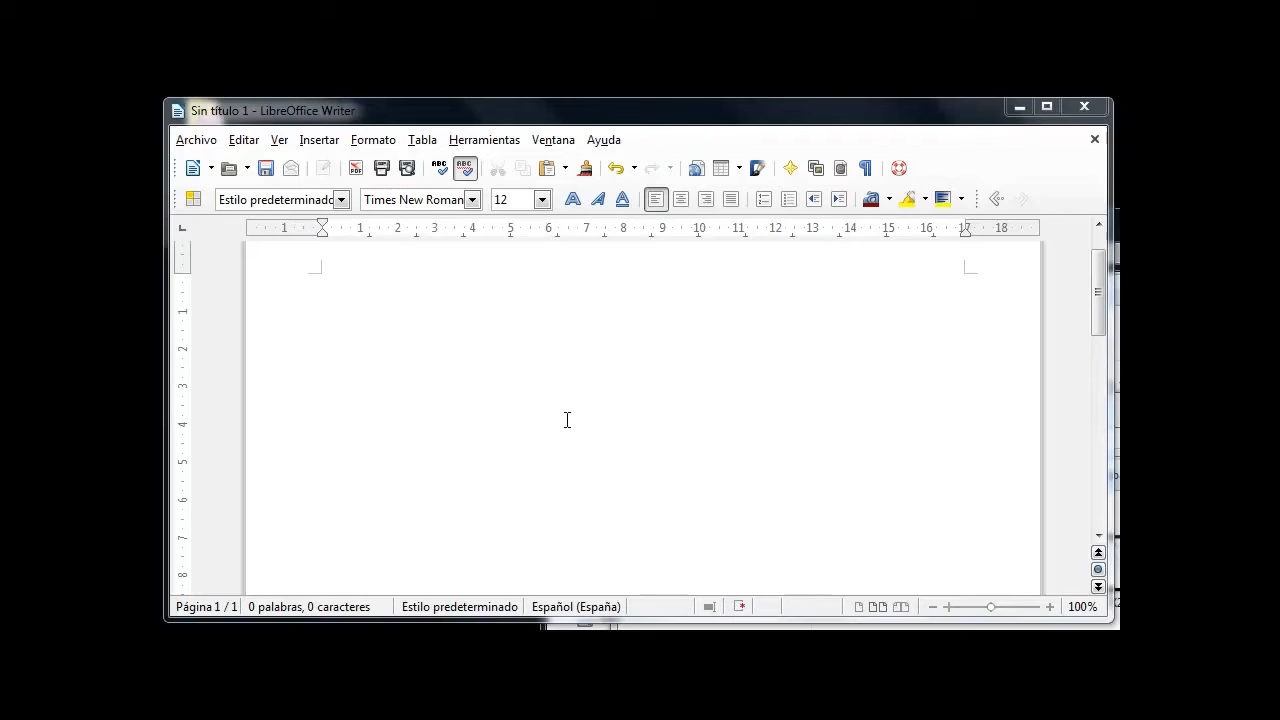 Sin título 1 - LibreOffice Writer
Archivo Editar Ver Insertar Formato Tabla Herramientas Ventana Ayuda
Estilo predeterminado Times New Roman 12
1 1 2 3 4 5 6 7 8 9 10 11 12 13 14 15 16 17 18
1
2
3
4
5
6
7
8
Página 1 / 1 0 palabras, 0 caracteres Estilo predeterminado Español (España) 100%